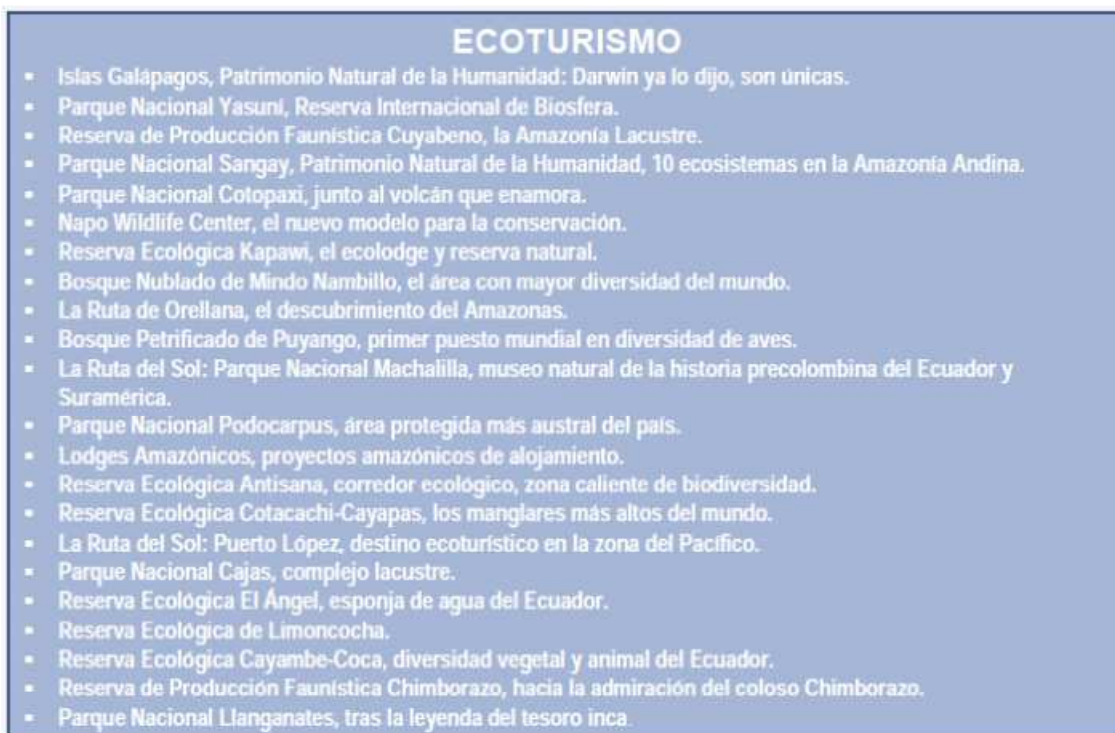 ECOTURISMO
▪ Islas Galápagos, Patrimonio Natural de la Humanidad: Darwin ya lo dijo, son únicas.
▪ Parque Nacional Yasuní, Reserva Internacional de Biosfera.
▪ Reserva de Producción Faunística Cuyabeno, la Amazonía Lacustre.
▪ Parque Nacional Sangay, Patrimonio Natural de la Humanidad, 10 ecosistemas en la Amazonía Andina.
▪ Parque Nacional Cotopaxi, junto al volcán que enamora.
▪ Napo Wildlife Center, el nuevo modelo para la conservación.
▪ Reserva Ecológica Kapawi, el ecolodge y reserva natural.
▪ Bosque Nublado de Mindo Nambillo, el área con mayor diversidad del mundo.
▪ La Ruta de Orellana, el descubrimiento del Amazonas.
▪ Bosque Petrificado de Puyango, primer puesto mundial en diversidad de aves.
▪ La Ruta del Sol: Parque Nacional Machalilla, museo natural de la historia precolombina del Ecuador y
Suramérica.
▪ Parque Nacional Podocarpus, área protegida más austral del país.
▪ Lodges Amazónicos, proyectos amazónicos de alojamiento.
▪ Reserva Ecológica Antisana, corredor ecológico, zona caliente de biodiversidad.
▪ Reserva Ecológica Cotacachi-Cayapas, los manglares más altos del mundo.
▪ La Ruta del Sol: Puerto López, destino ecoturístico en la zona del Pacífico.
▪ Parque Nacional Cajas, complejo lacustre.
▪ Reserva Ecológica El Ángel, esponja de agua del Ecuador.
▪ Reserva Ecológica de Limoncocha.
▪ Reserva Ecológica Cayambe-Coca, diversidad vegetal y animal del Ecuador.
▪ Reserva de Producción Faunística Chimborazo, hacia la admiración del coloso Chimborazo.
▪ Parque Nacional Llanganates, tras la leyenda del tesoro inca.